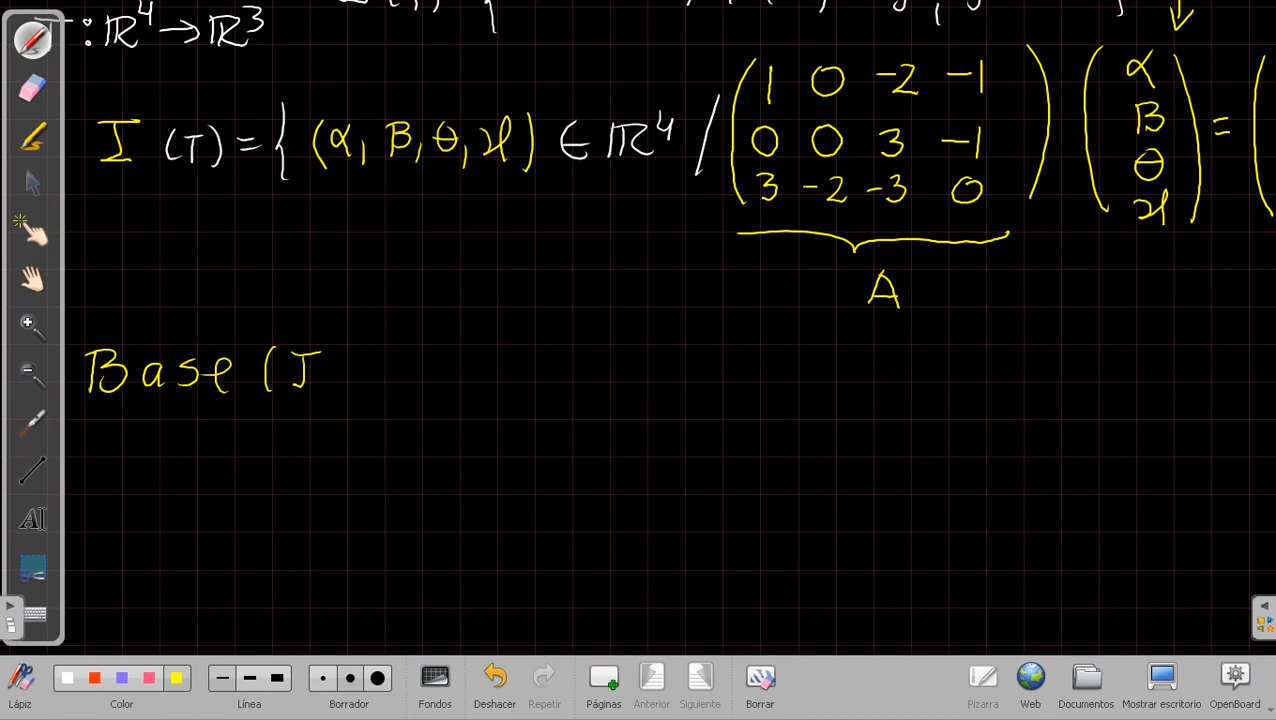 T: ℝ⁴ → ℝ³
I (T) = { (α, β, θ, x) ∈ ℝ⁴ / ( 1 0 -2 -1 ) ( α ) = (
0 0 3 -1 β
3 -2 -3 0 θ
x
A
Base (T
AI
Lápiz Color Línea Borrador Fondos Deshacer Repetir Páginas Anterior Siguiente Borrar Pizarra Web Documentos Mostrar escritorio OpenBoard